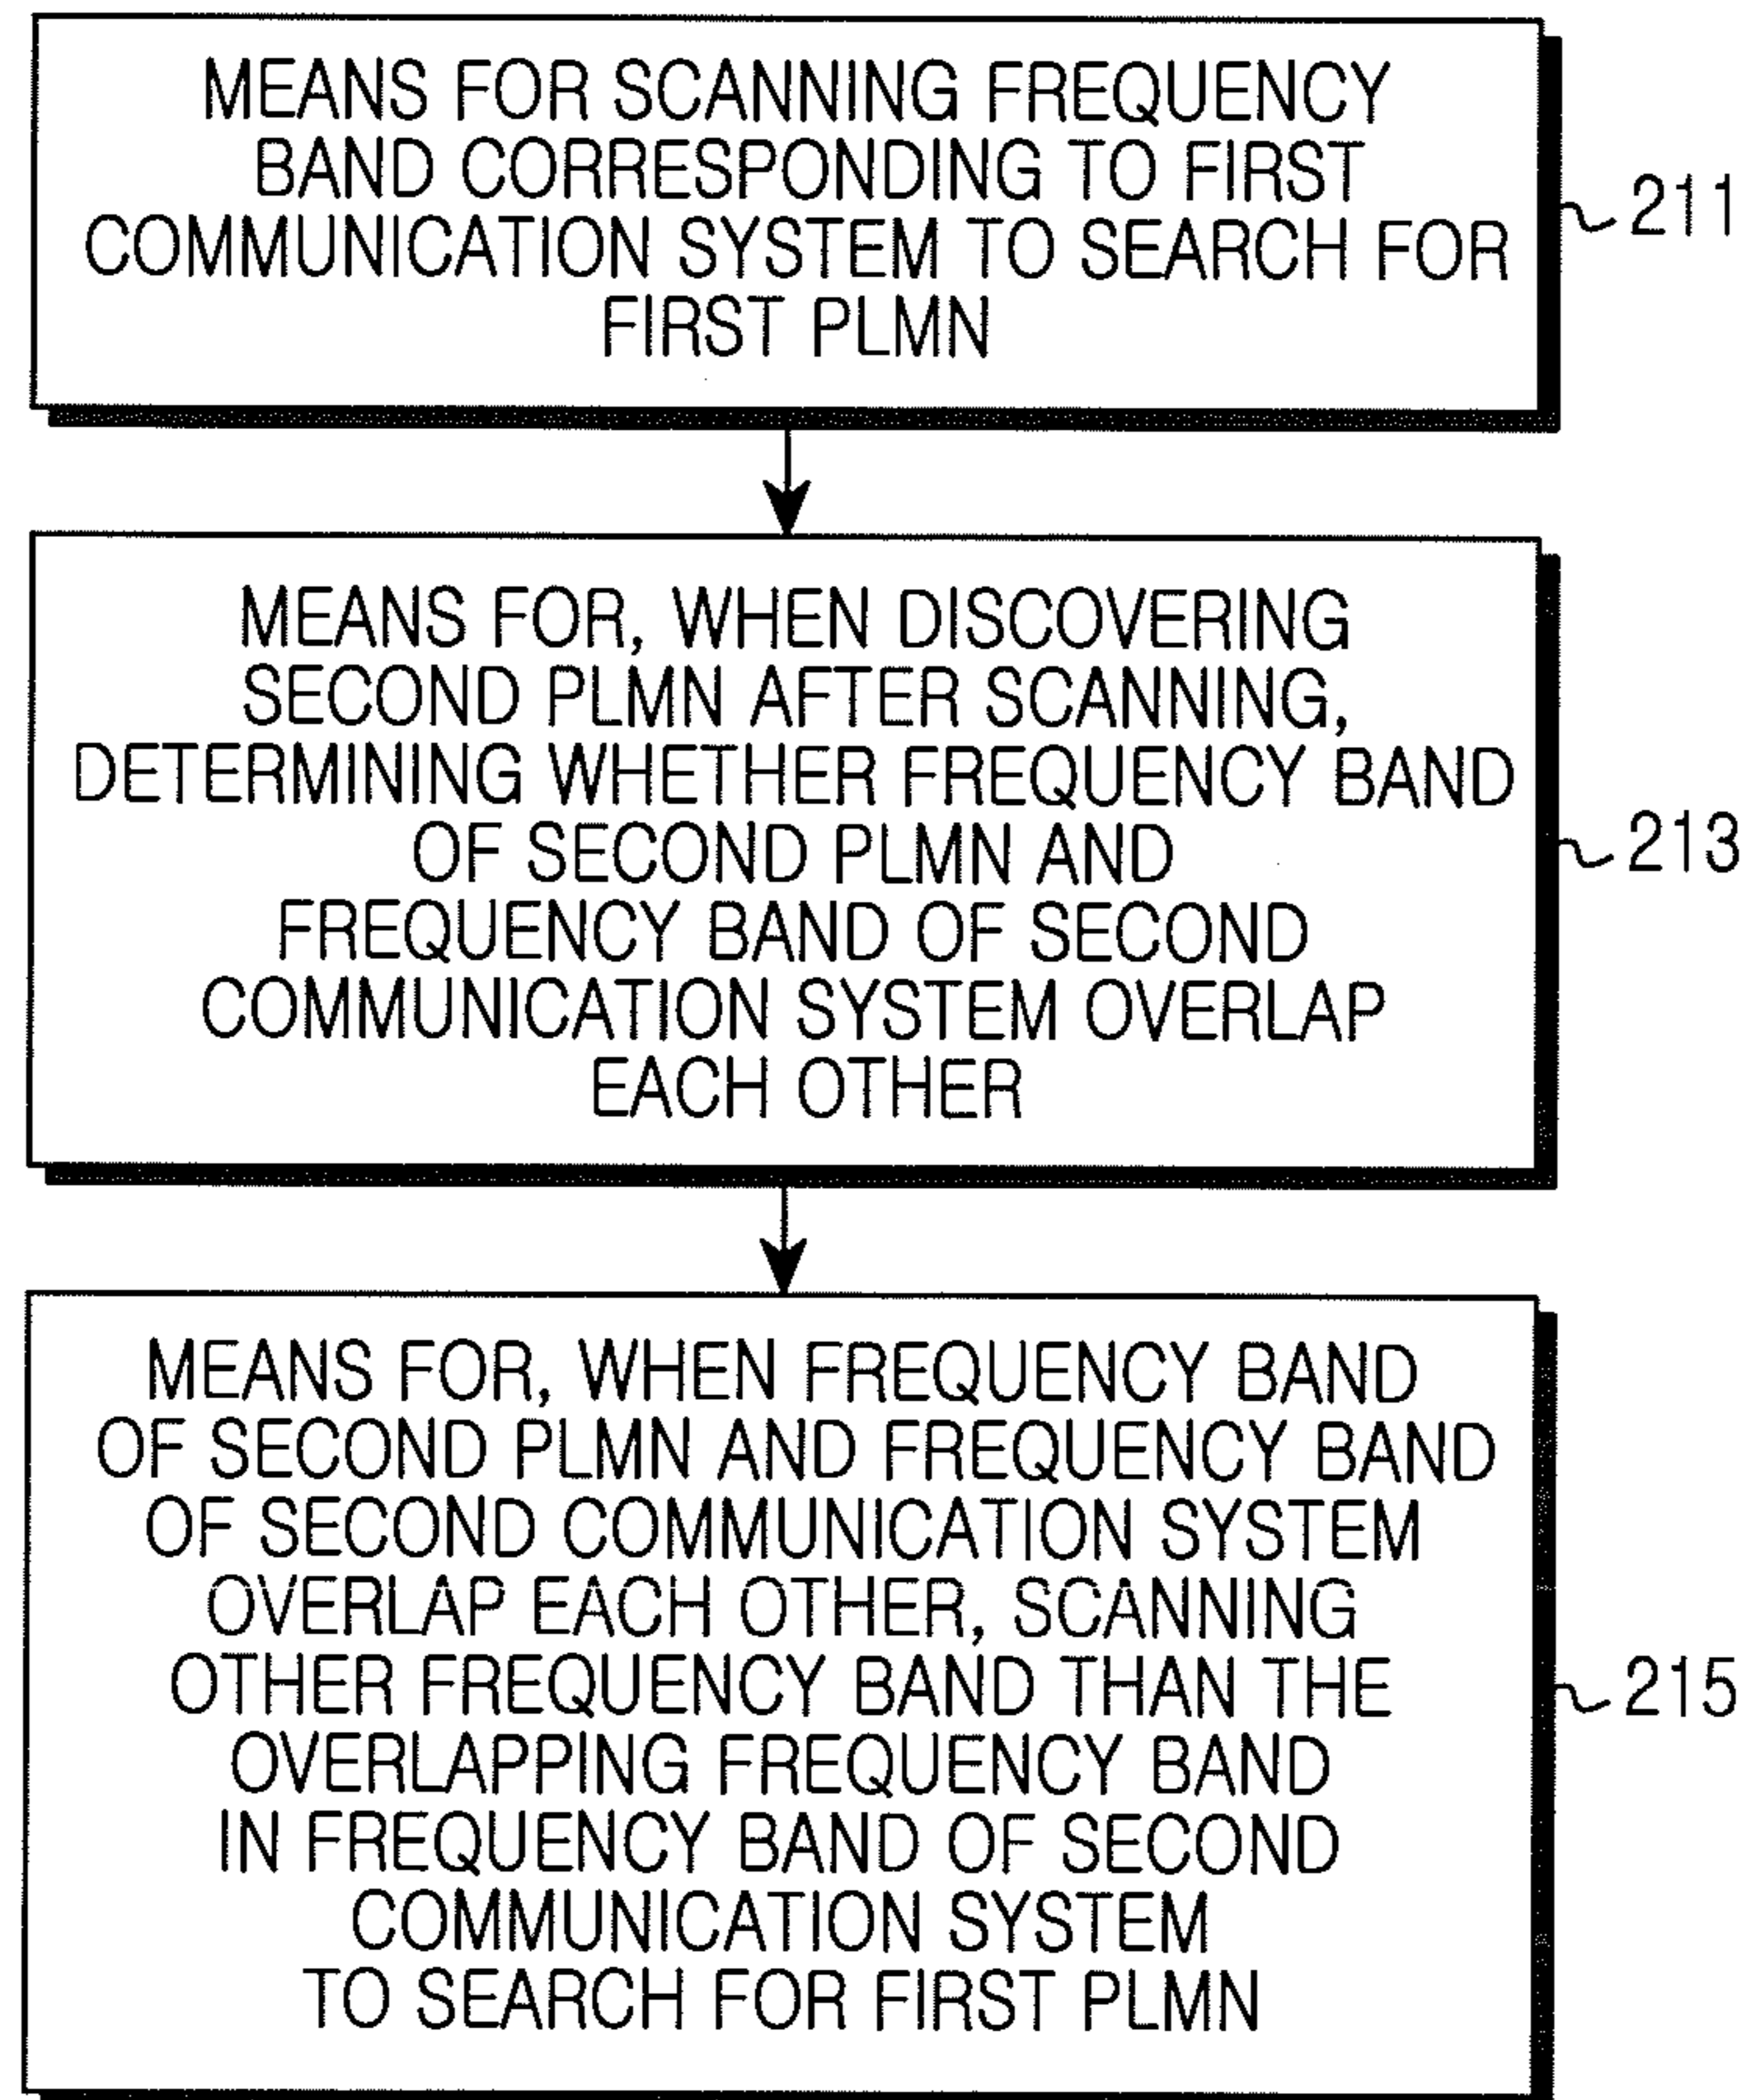 MEANS FOR SCANNING FREQUENCY
BAND CORRESPONDING TO FIRST
COMMUNICATION SYSTEM TO SEARCH FOR
FIRST PLMN
211
MEANS FOR, WHEN DISCOVERING
SECOND PLMN AFTER SCANNING,
DETERMINING WHETHER FREQUENCY BAND
OF SECOND PLMN AND
FREQUENCY BAND OF SECOND
COMMUNICATION SYSTEM OVERLAP
EACH OTHER
213
MEANS FOR, WHEN FREQUENCY BAND
OF SECOND PLMN AND FREQUENCY BAND
OF SECOND COMMUNICATION SYSTEM
OVERLAP EACH OTHER, SCANNING
OTHER FREQUENCY BAND THAN THE
OVERLAPPING FREQUENCY BAND
IN FREQUENCY BAND OF SECOND
COMMUNICATION SYSTEM
TO SEARCH FOR FIRST PLMN
215